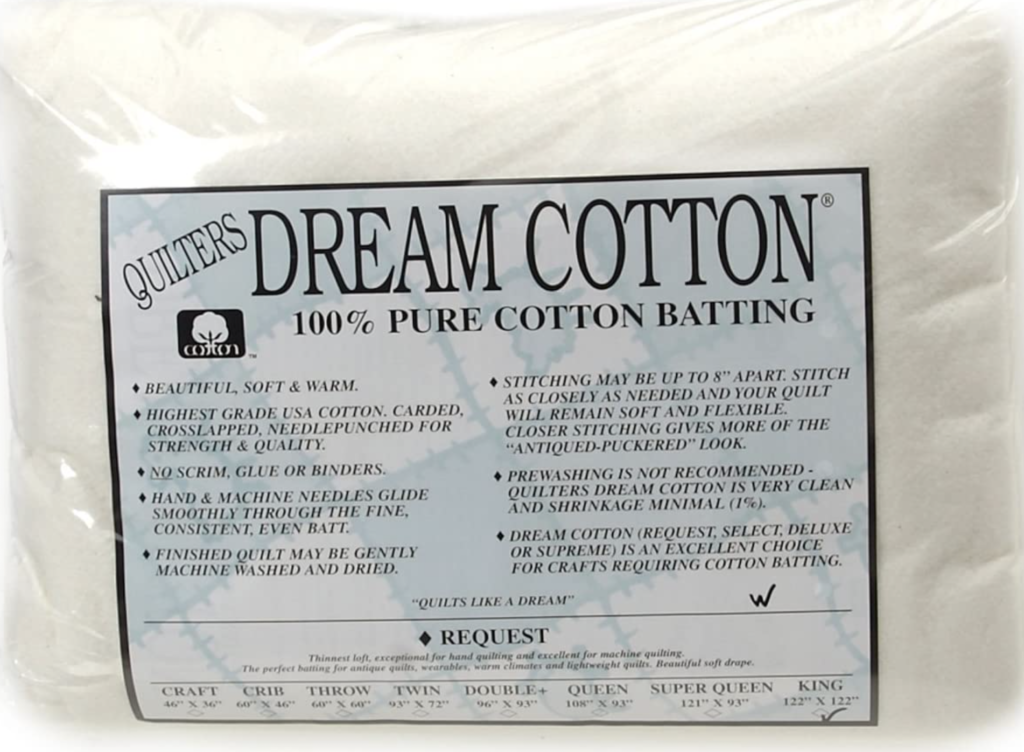 QUILTERS DREAM COTTON®
100% PURE COTTON BATTING
cotton™
♦ BEAUTIFUL, SOFT & WARM.
♦ HIGHEST GRADE USA COTTON. CARDED,
CROSSLAPPED, NEEDLEPUNCHED FOR
STRENGTH & QUALITY.
♦ NO SCRIM, GLUE OR BINDERS.
♦ HAND & MACHINE NEEDLES GLIDE
SMOOTHLY THROUGH THE FINE,
CONSISTENT, EVEN BATT.
♦ FINISHED QUILT MAY BE GENTLY
MACHINE WASHED AND DRIED.
♦ STITCHING MAY BE UP TO 8” APART. STITCH
AS CLOSELY AS NEEDED AND YOUR QUILT
WILL REMAIN SOFT AND FLEXIBLE.
CLOSER STITCHING GIVES MORE OF THE
“ANTIQUED-PUCKERED” LOOK.
♦ PREWASHING IS NOT RECOMMENDED -
QUILTERS DREAM COTTON IS VERY CLEAN
AND SHRINKAGE MINIMAL (1%).
♦ DREAM COTTON (REQUEST, SELECT, DELUXE
OR SUPREME) IS AN EXCELLENT CHOICE
FOR CRAFTS REQUIRING COTTON BATTING.
“QUILTS LIKE A DREAM” W
♦ REQUEST
Thinnest loft, exceptional for hand quilting and excellent for machine quilting.
The perfect batting for antique quilts, wearables, warm climates and lightweight quilts. Beautiful soft drape.
CRAFT CRIB THROW TWIN DOUBLE+ QUEEN SUPER QUEEN KING
46” X 36” 60” X 46” 60” X 60” 93” X 72” 96” X 93” 108” X 93” 121” X 93” 122” X 122”